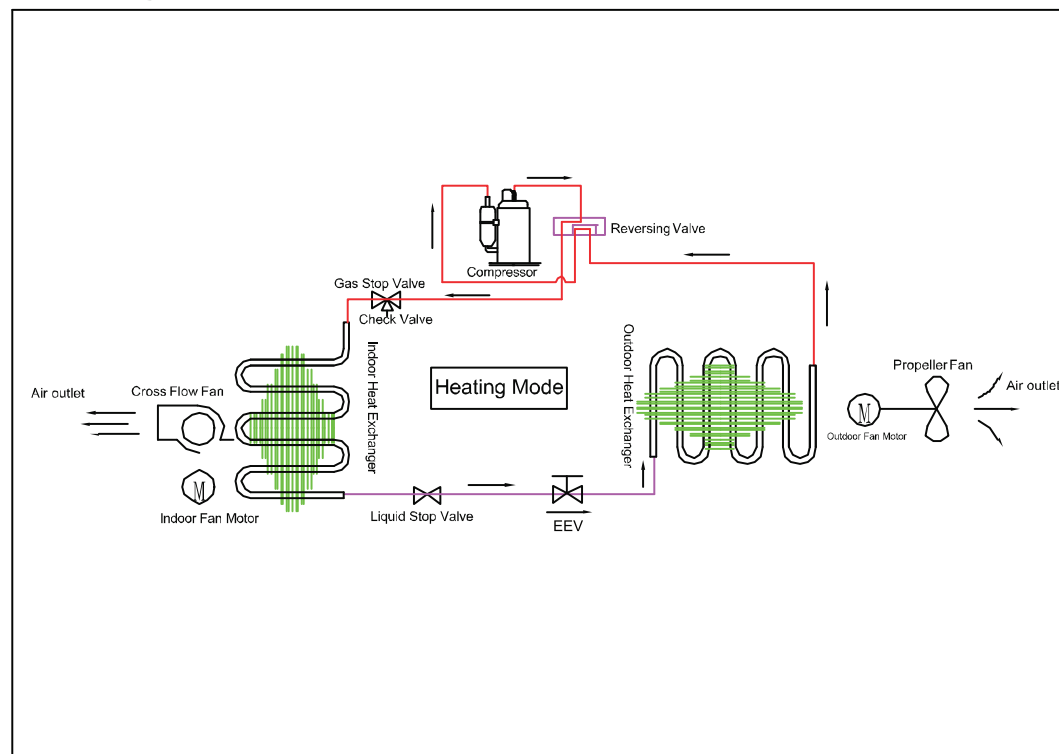 Reversing Valve
Compressor
Gas Stop Valve
Check Valve
Indoor Heat Exchanger
Outdoor Heat Exchanger
Heating Mode
Propeller Fan
Air outlet
Cross Flow Fan
Air outlet
M
Outdoor Fan Motor
M
Indoor Fan Motor
Liquid Stop Valve
EEV